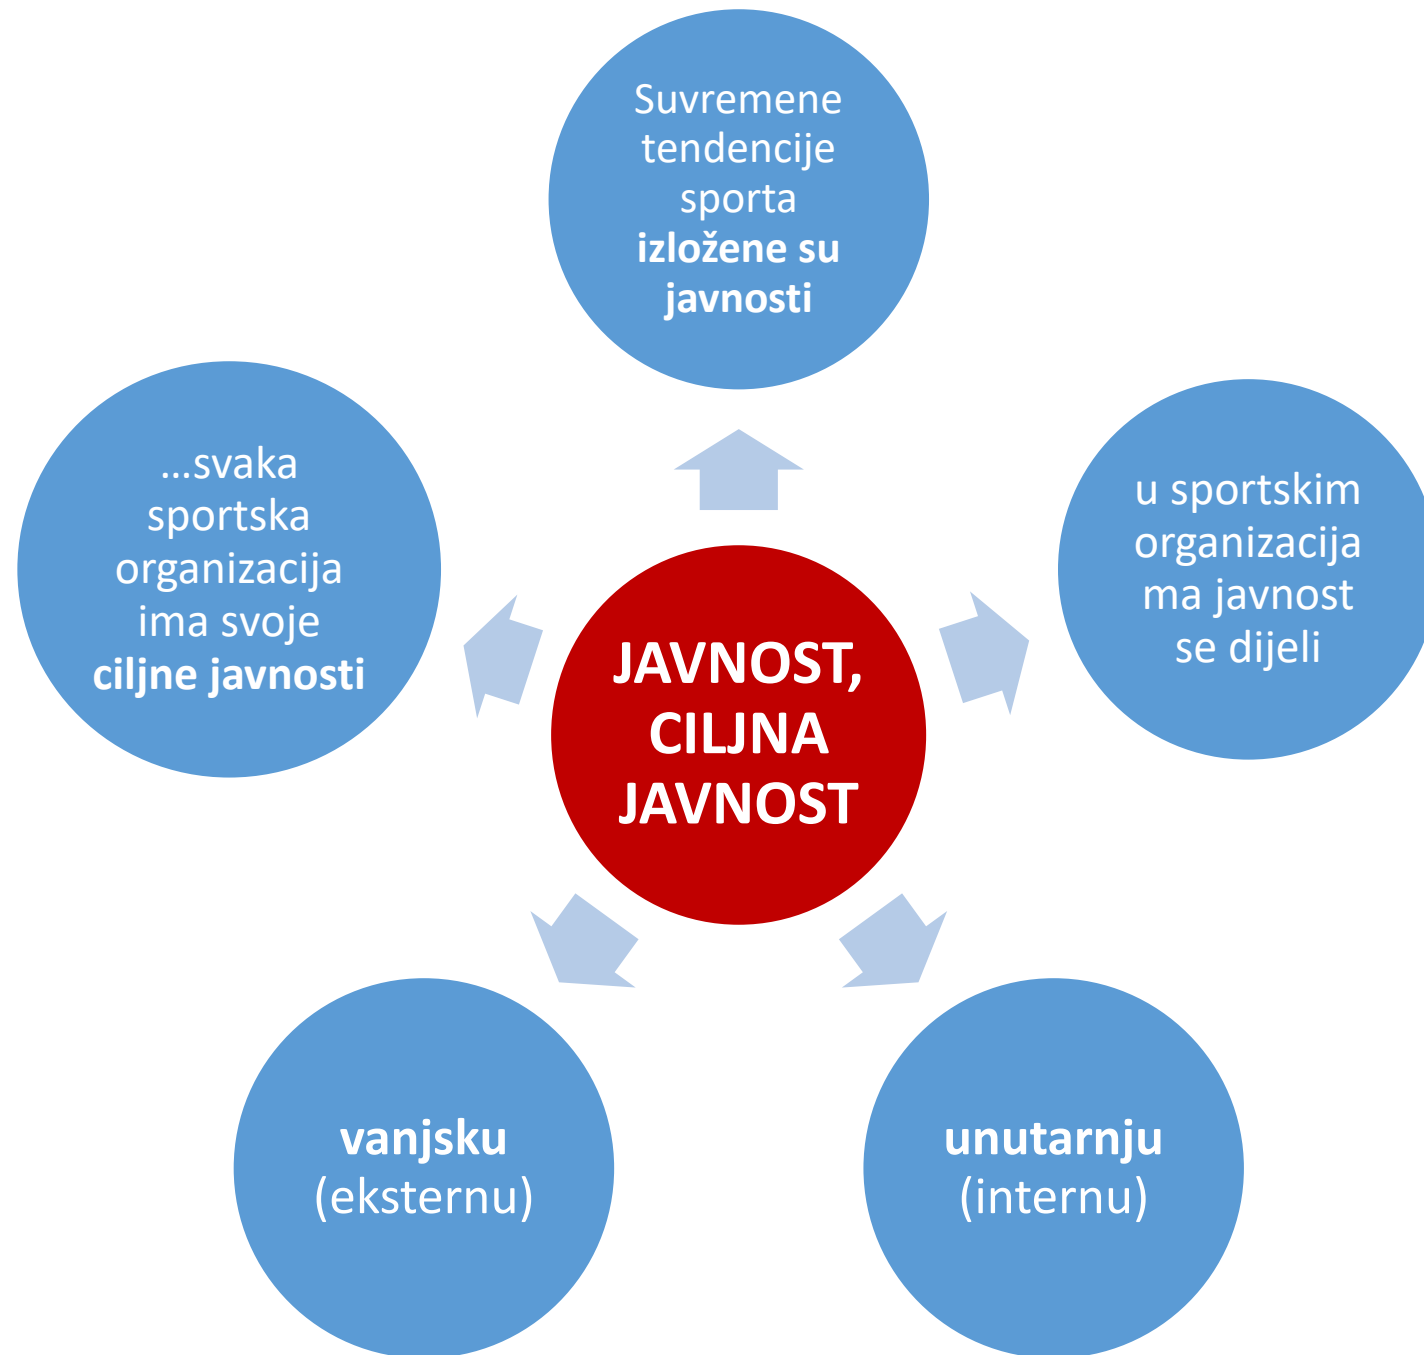 Suvremene
tendencije
sporta
izložene su
javnosti
u sportskim
organizacija
ma javnost
se dijeli
unutarnju
(internu)
vanjsku
(eksternu)
...svaka
sportska
organizacija
ima svoje
ciljne javnosti
JAVNOST,
CILJNA
JAVNOST